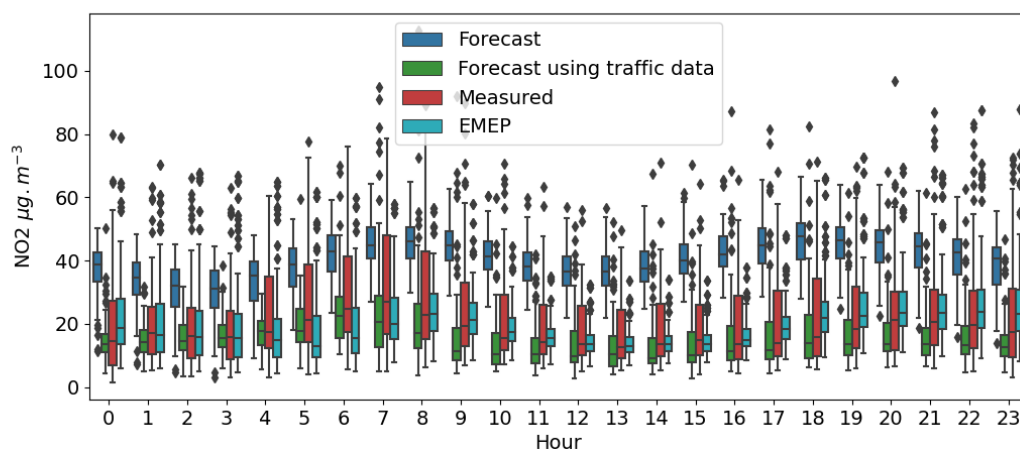 Forecast
Forecast using traffic data
Measured
EMEP
NO2 μg. m⁻³
100
80
60
40
20
0
0 1 2 3 4 5 6 7 8 9 10 11 12 13 14 15 16 17 18 19 20 21 22 23
Hour